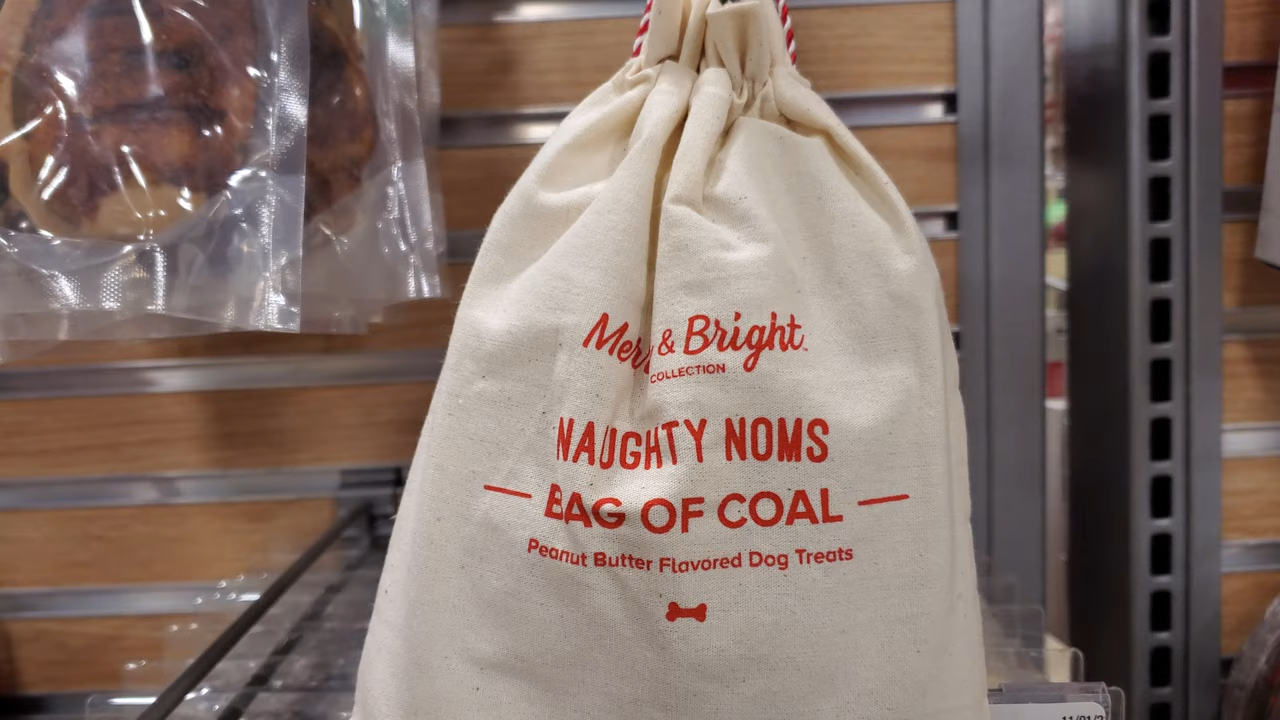 Merry & Bright
COLLECTION
NAUGHTY NOMS
BAG OF COAL
Peanut Butter Flavored Dog Treats